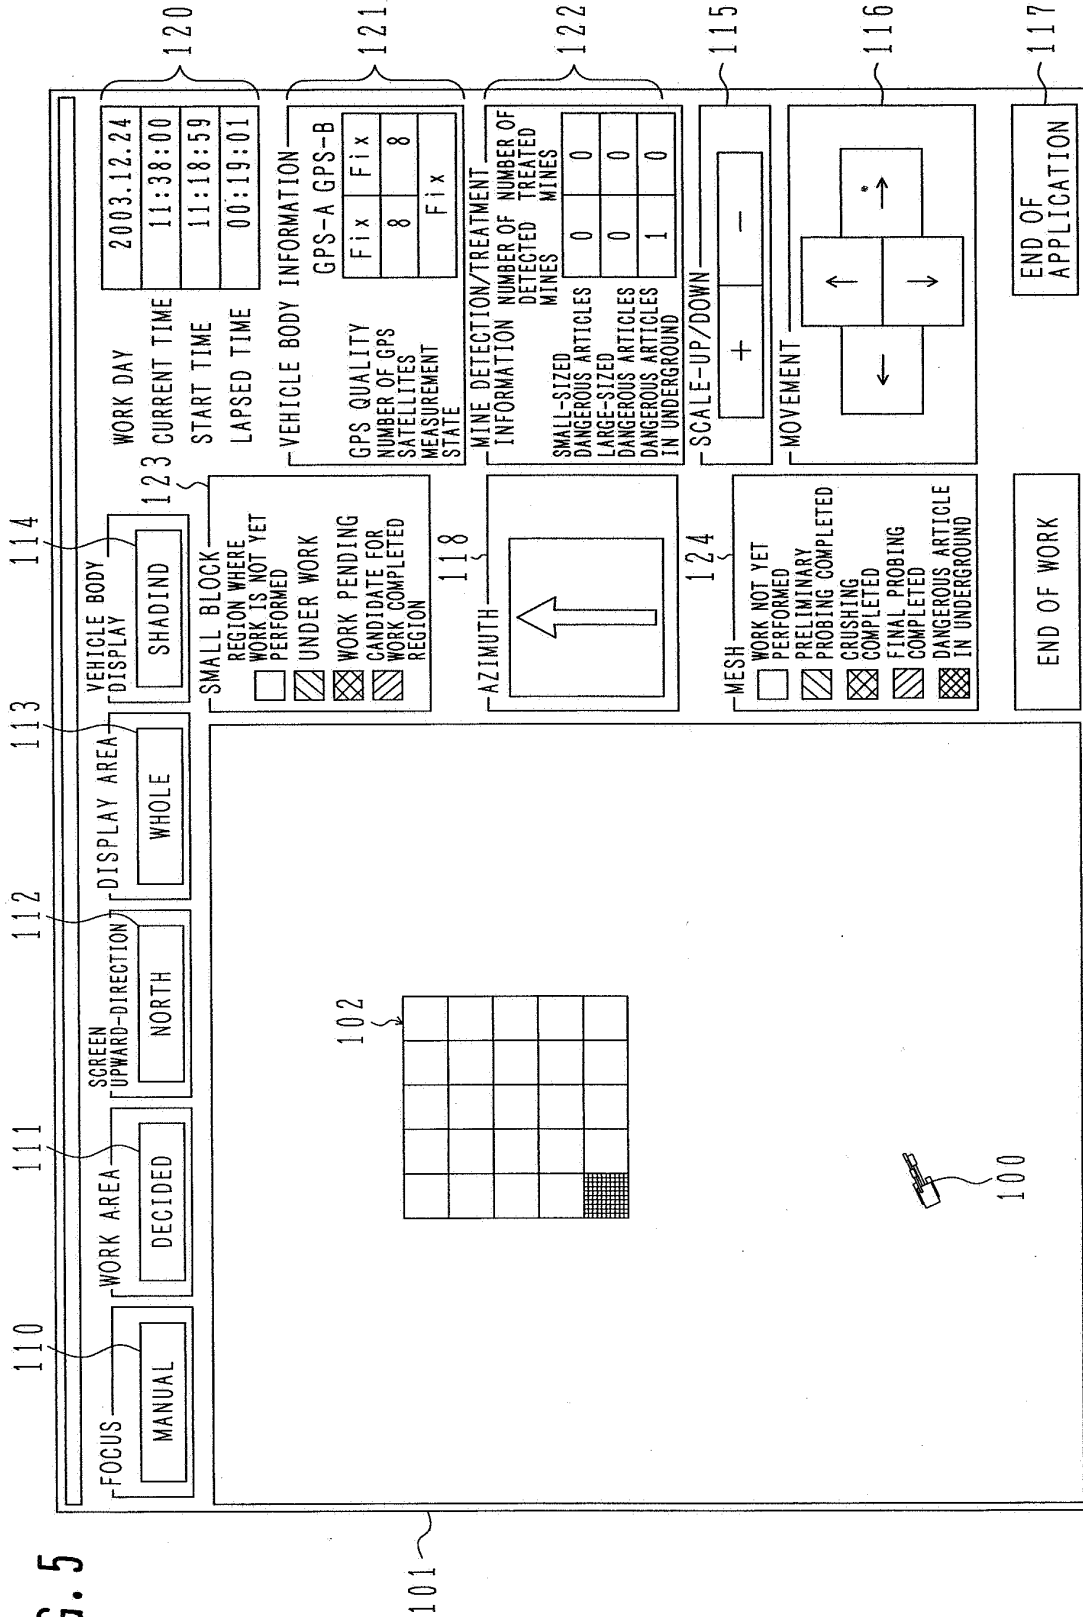 G. 5
101
110
111
112
113
114
FOCUS
MANUAL
WORK AREA
DECIDED
SCREEN
UPWARD-DIRECTION
NORTH
DISPLAY AREA
WHOLE
VEHICLE BODY
DISPLAY
SHADIND
WORK DAY 2003.12.24
CURRENT TIME 11:38:00
START TIME 11:18:59
LAPSED TIME 00:19:01
120
102
100
123
SMALL BLOCK
REGION WHERE
WORK IS NOT YET
PERFORMED
UNDER WORK
WORK PENDING
CANDIDATE FOR
WORK COMPLETED
REGION
VEHICLE BODY INFORMATION
GPS-A GPS-B
GPS QUALITY Fix Fix
NUMBER OF GPS
SATELLITES 8 8
MEASUREMENT
STATE Fix
121
118
AZIMUTH
MINE DETECTION/TREATMENT
INFORMATION
NUMBER OF
DETECTED
MINES
NUMBER OF
TREATED
MINES
SMALL-SIZED
DANGEROUS ARTICLES 0 0
LARGE-SIZED
DANGEROUS ARTICLES 0 0
DANGEROUS ARTICLES
IN UNDERGROUND 1 0
122
SCALE-UP/DOWN
+ −
115
124
MESH
WORK NOT YET
PERFORMED
PRELIMINARY
PROBING COMPLETED
CRUSHING
COMPLETED
FINAL PROBING
COMPLETED
DANGEROUS ARTICLE
IN UNDERGROUND
MOVEMENT
↑
← →
↓
116
END OF WORK
END OF
APPLICATION
117